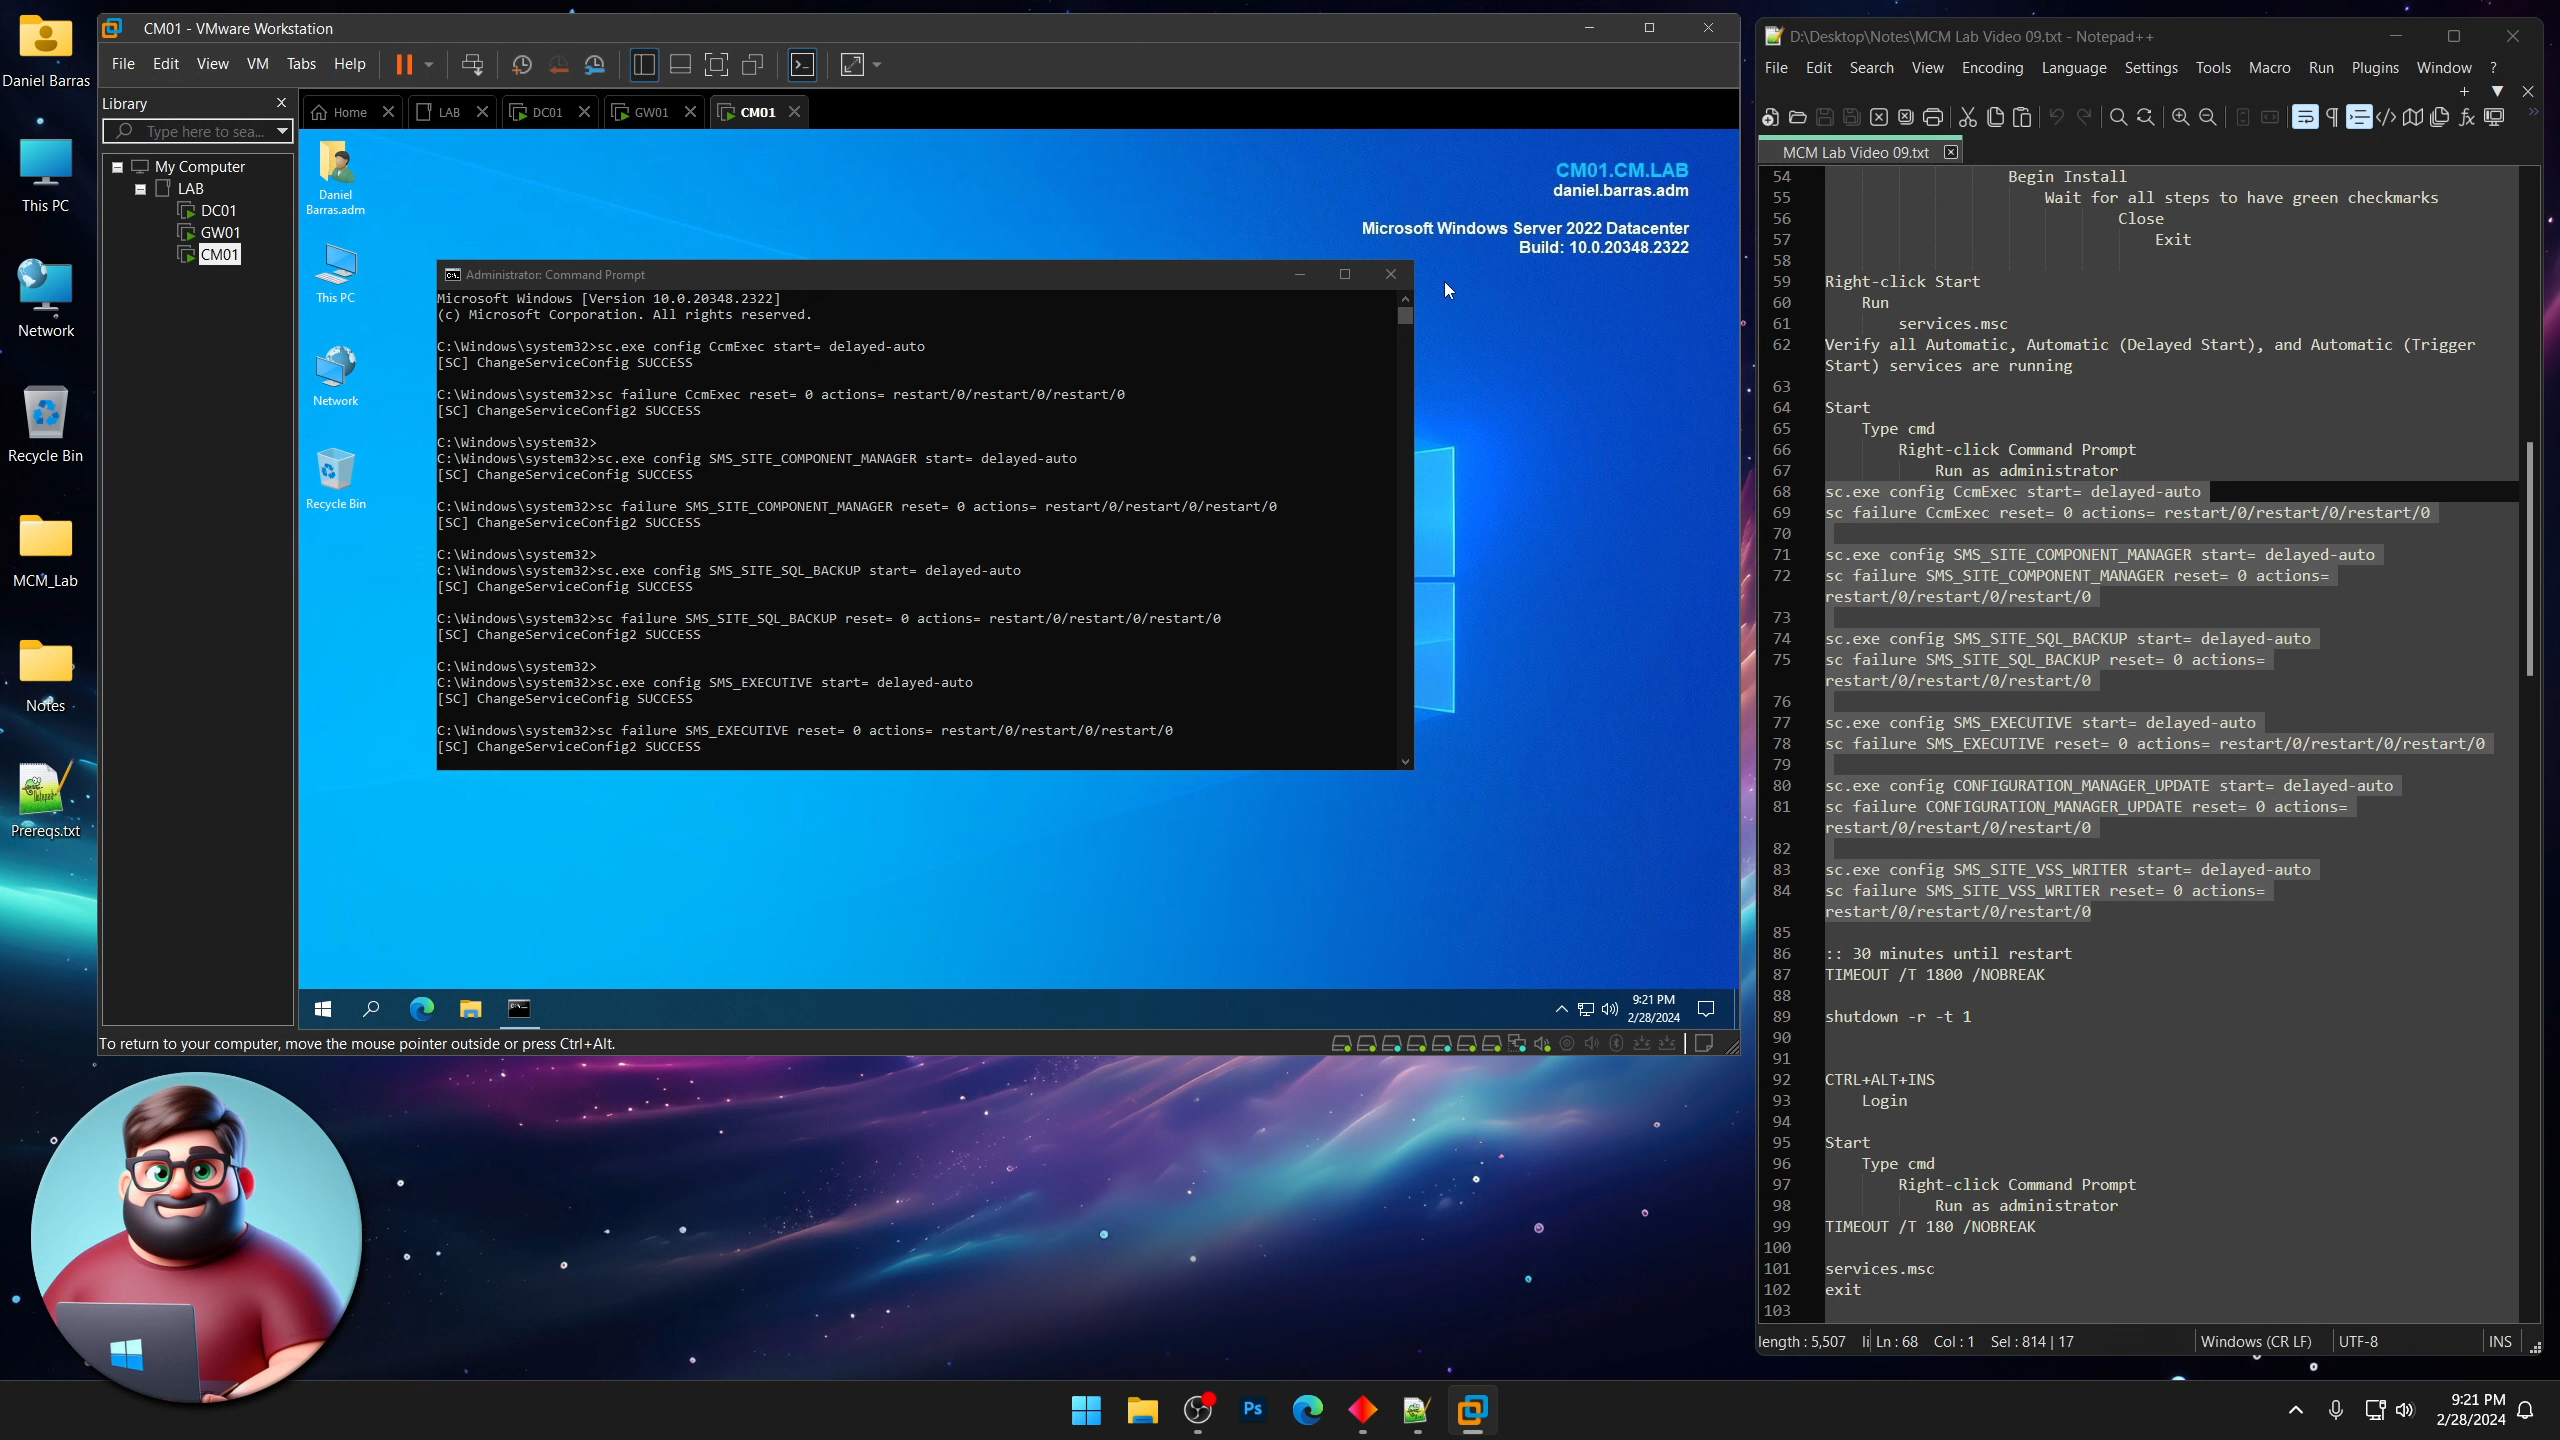 Daniel Barras
This PC
Network
Recycle Bin
MCM_Lab
Notes
Prereqs.txt
CM01 - VMware Workstation
File Edit View VM Tabs Help
Library
Type here to sea...
My Computer
LAB
DC01
GW01
CM01
Home LAB DC01 GW01 CM01
Daniel
Barras.adm
This PC
Network
Recycle Bin
CM01.CM.LAB
daniel.barras.adm
Microsoft Windows Server 2022 Datacenter
Build: 10.0.20348.2322
Administrator: Command Prompt
Microsoft Windows [Version 10.0.20348.2322]
(c) Microsoft Corporation. All rights reserved.
C:\Windows\system32>sc.exe config CcmExec start= delayed-auto
[SC] ChangeServiceConfig SUCCESS
C:\Windows\system32>sc failure CcmExec reset= 0 actions= restart/0/restart/0/restart/0
[SC] ChangeServiceConfig2 SUCCESS
C:\Windows\system32>
C:\Windows\system32>sc.exe config SMS_SITE_COMPONENT_MANAGER start= delayed-auto
[SC] ChangeServiceConfig SUCCESS
C:\Windows\system32>sc failure SMS_SITE_COMPONENT_MANAGER reset= 0 actions= restart/0/restart/0/restart/0
[SC] ChangeServiceConfig2 SUCCESS
C:\Windows\system32>
C:\Windows\system32>sc.exe config SMS_SITE_SQL_BACKUP start= delayed-auto
[SC] ChangeServiceConfig SUCCESS
C:\Windows\system32>sc failure SMS_SITE_SQL_BACKUP reset= 0 actions= restart/0/restart/0/restart/0
[SC] ChangeServiceConfig2 SUCCESS
C:\Windows\system32>
C:\Windows\system32>sc.exe config SMS_EXECUTIVE start= delayed-auto
[SC] ChangeServiceConfig SUCCESS
C:\Windows\system32>sc failure SMS_EXECUTIVE reset= 0 actions= restart/0/restart/0/restart/0
[SC] ChangeServiceConfig2 SUCCESS
9:21 PM
2/28/2024
To return to your computer, move the mouse pointer outside or press Ctrl+Alt.
D:\Desktop\Notes\MCM Lab Video 09.txt - Notepad++
File Edit Search View Encoding Language Settings Tools Macro Run Plugins Window ?
MCM Lab Video 09.txt
54 Begin Install
55 Wait for all steps to have green checkmarks
56 Close
57 Exit
58
59 Right-click Start
60 Run
61 services.msc
62 Verify all Automatic, Automatic (Delayed Start), and Automatic (Trigger
Start) services are running
63
64 Start
65 Type cmd
66 Right-click Command Prompt
67 Run as administrator
68 sc.exe config CcmExec start= delayed-auto
69 sc failure CcmExec reset= 0 actions= restart/0/restart/0/restart/0
70
71 sc.exe config SMS_SITE_COMPONENT_MANAGER start= delayed-auto
72 sc failure SMS_SITE_COMPONENT_MANAGER reset= 0 actions=
restart/0/restart/0/restart/0
73
74 sc.exe config SMS_SITE_SQL_BACKUP start= delayed-auto
75 sc failure SMS_SITE_SQL_BACKUP reset= 0 actions=
restart/0/restart/0/restart/0
76
77 sc.exe config SMS_EXECUTIVE start= delayed-auto
78 sc failure SMS_EXECUTIVE reset= 0 actions= restart/0/restart/0/restart/0
79
80 sc.exe config CONFIGURATION_MANAGER_UPDATE start= delayed-auto
81 sc failure CONFIGURATION_MANAGER_UPDATE reset= 0 actions=
restart/0/restart/0/restart/0
82
83 sc.exe config SMS_SITE_VSS_WRITER start= delayed-auto
84 sc failure SMS_SITE_VSS_WRITER reset= 0 actions=
restart/0/restart/0/restart/0
85
86 :: 30 minutes until restart
87 TIMEOUT /T 1800 /NOBREAK
88
89 shutdown -r -t 1
90
91
92 CTRL+ALT+INS
93 Login
94
95 Start
96 Type cmd
97 Right-click Command Prompt
98 Run as administrator
99 TIMEOUT /T 180 /NOBREAK
100
101 services.msc
102 exit
103
length : 5,507 li Ln : 68 Col : 1 Sel : 814 | 17 Windows (CR LF) UTF-8 INS
Ps
9:21 PM
2/28/2024